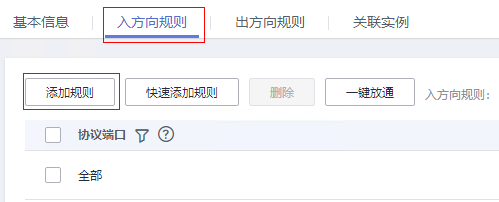 基本信息 入方向规则 出方向规则 关联实例
添加规则 快速添加规则 删除 一键放通 入方向规则:
协议端口 ?
全部